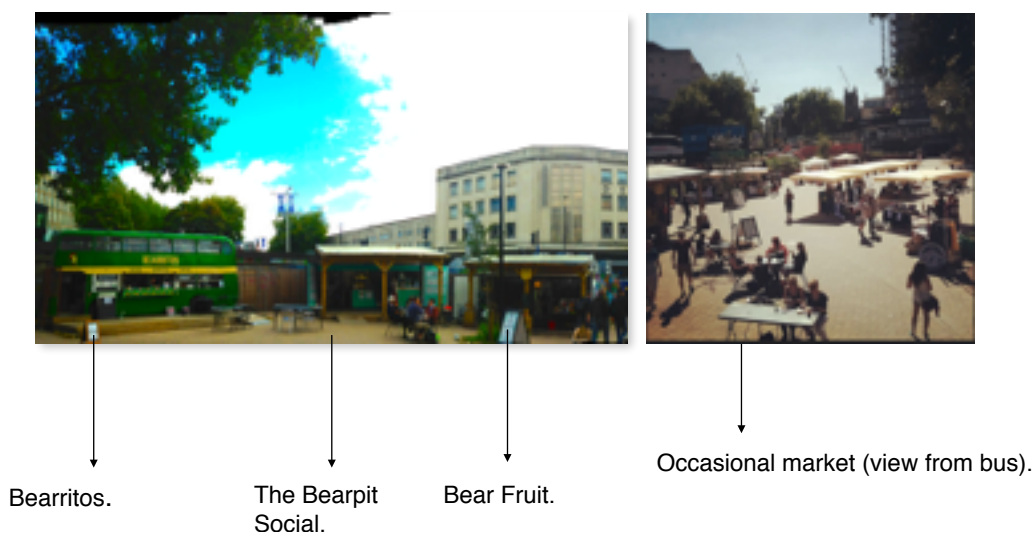 Occasional market (view from bus).
Bearritos.
The Bearpit
Social.
Bear Fruit.